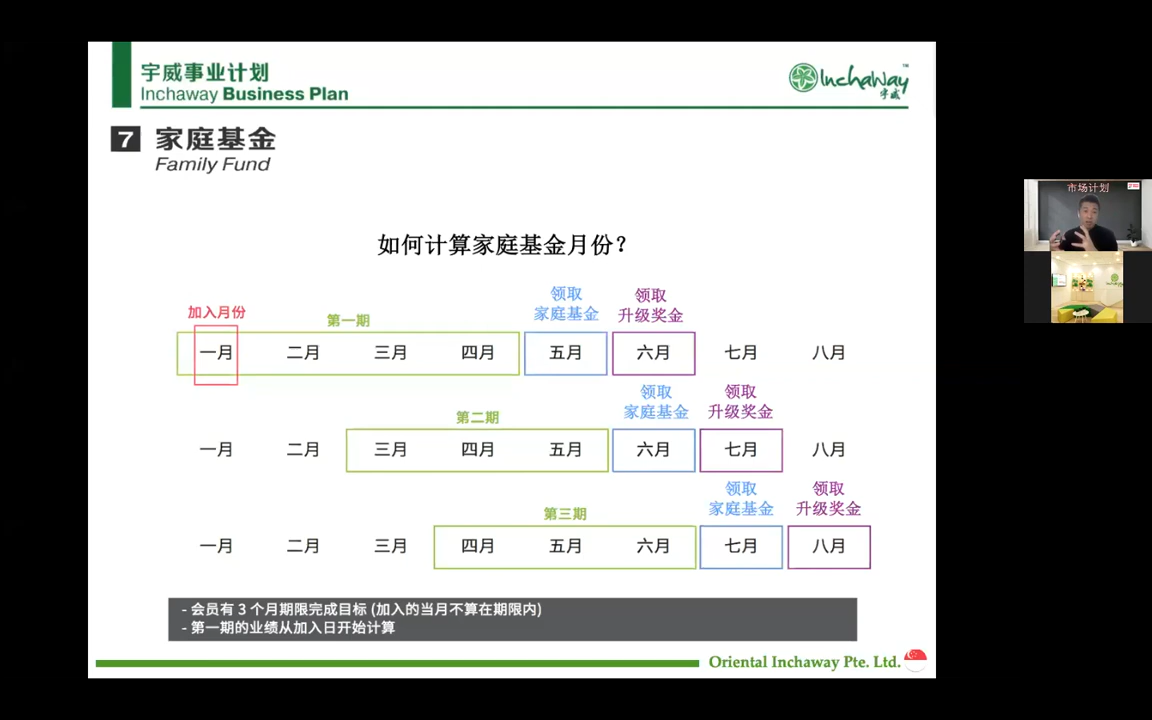 宇威事业计划
Inchaway Business Plan
Inchaway™
宇威
7 家庭基金
Family Fund
市场计划
如何计算家庭基金月份？
加入月份
第一期
领取
家庭基金
领取
升级奖金
一月 二月 三月 四月 五月 六月 七月 八月
第二期
领取
家庭基金
领取
升级奖金
一月 二月 三月 四月 五月 六月 七月 八月
第三期
领取
家庭基金
领取
升级奖金
一月 二月 三月 四月 五月 六月 七月 八月
- 会员有 3 个月期限完成目标 (加入的当月不算在期限内)
- 第一期的业绩从加入日开始计算
Oriental Inchaway Pte. Ltd.